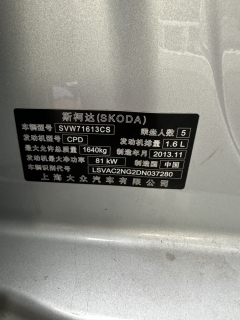 斯柯达(SKODA)
车辆型号 SVW71613CS 乘坐人数 5
发动机型号 CPD 发动机排量 1.6 L
最大允许总质量 1640kg 制造年月 2013.11
发动机最大净功率 81 kW 制造国 中国
车辆识别代号 LSVAC2NG2DN037280
上海大众汽车有限公司